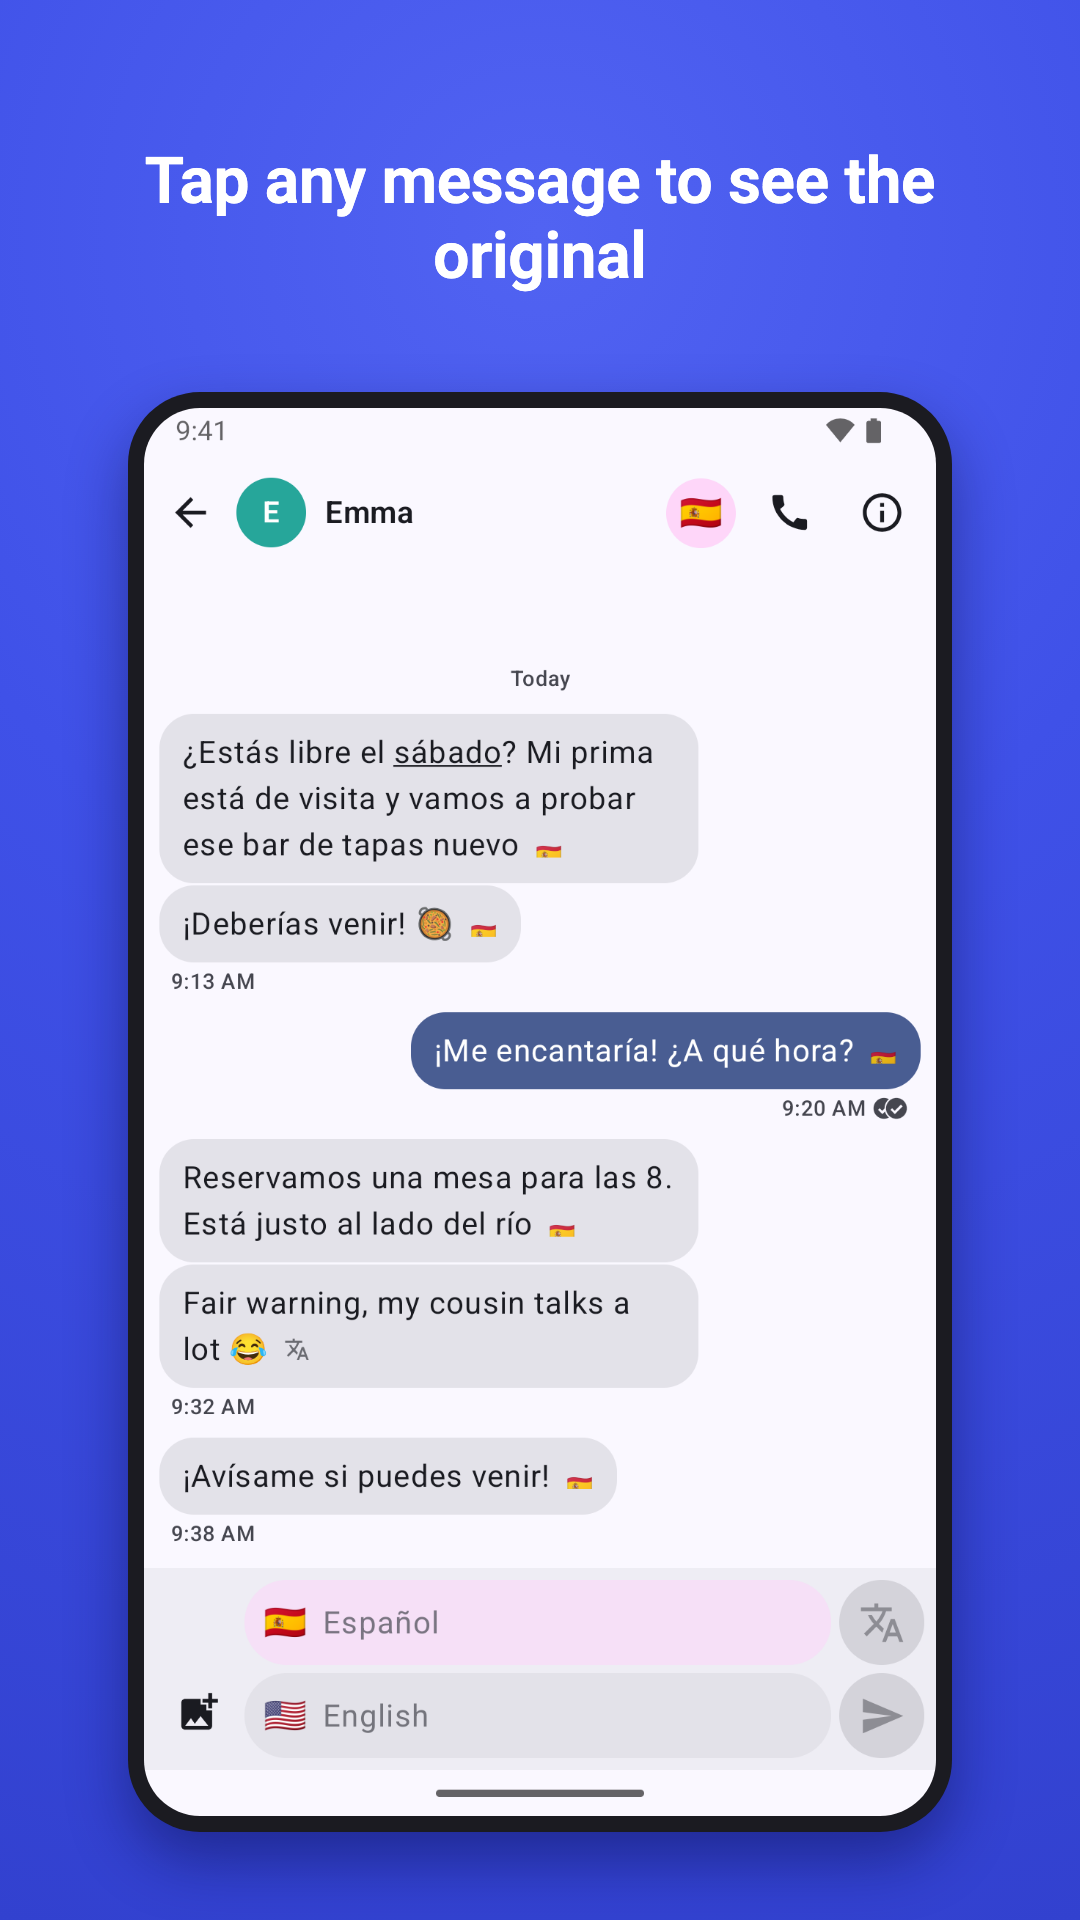 Tap any message to see the
original
9:41
E
Emma
Today
¿Estás libre el sábado? Mi prima
está de visita y vamos a probar
ese bar de tapas nuevo
¡Deberías venir! 🥘
9:13 AM
¡Me encantaría! ¿A qué hora?
9:20 AM
Reservamos una mesa para las 8.
Está justo al lado del río
Fair warning, my cousin talks a
lot 😂
9:32 AM
¡Avísame si puedes venir!
9:38 AM
Español
English